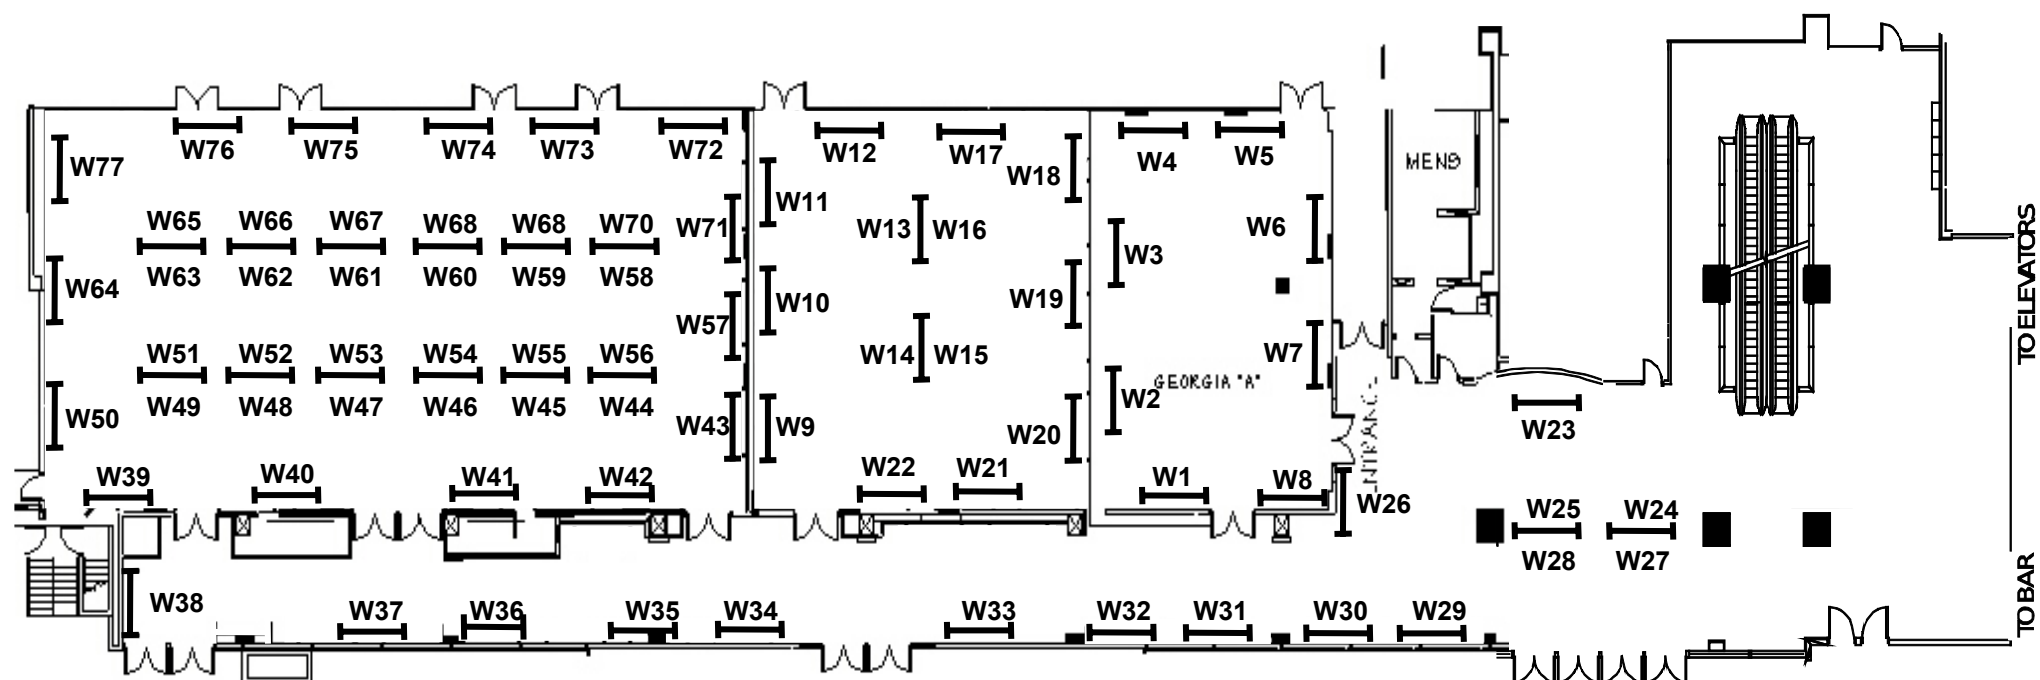 W76 W75 W74 W73 W72 W12 W17 W4 W5
W77 W18 MENS
W11
W65 W66 W67 W68 W68 W70 W71 W13 W16 W6
W3
W63 W62 W61 W60 W59 W58
W64 W10 W19
W57
W51 W52 W53 W54 W55 W56 W14 W15 W7
GEORGIA "A"
W2
W49 W48 W47 W46 W45 W44
W50 W43 W9 W20 W23
W39 W40 W41 W42 W22 W21 W1 W8
W26 W25 W24
W28 W27
W38 W37 W36 W35 W34 W33 W32 W31 W30 W29
TO ELEVATORS
TO BAR